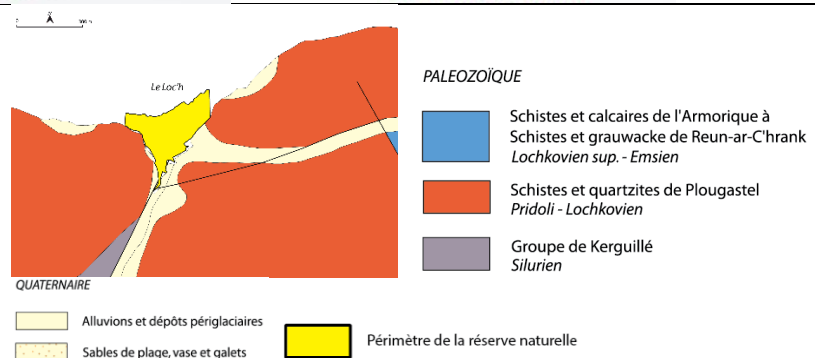 Le Loc'h
PALEOZOÏQUE
Schistes et calcaires de l'Armorique à
Schistes et grauwacke de Reun-ar-C'hrank
Lochkovien sup. - Emsien
Schistes et quartzites de Plougastel
Pridoli - Lochkovien
Groupe de Kerguillé
Silurien
QUATERNAIRE
Alluvions et dépôts périglaciaires
Sables de plage, vase et galets
Périmètre de la réserve naturelle